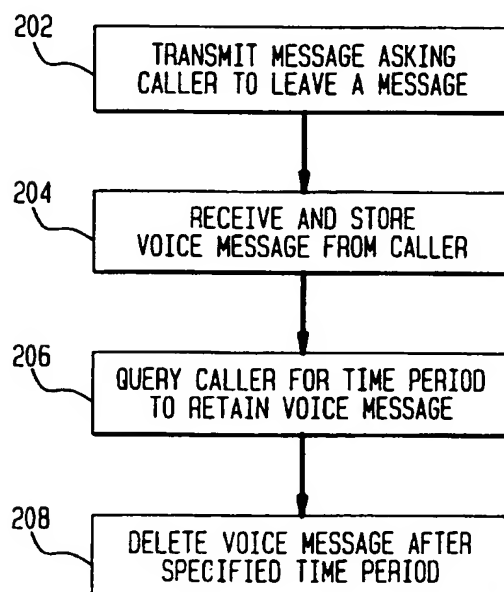 202
TRANSMIT MESSAGE ASKING
CALLER TO LEAVE A MESSAGE
204
RECEIVE AND STORE
VOICE MESSAGE FROM CALLER
206
QUERY CALLER FOR TIME PERIOD
TO RETAIN VOICE MESSAGE
208
DELETE VOICE MESSAGE AFTER
SPECIFIED TIME PERIOD